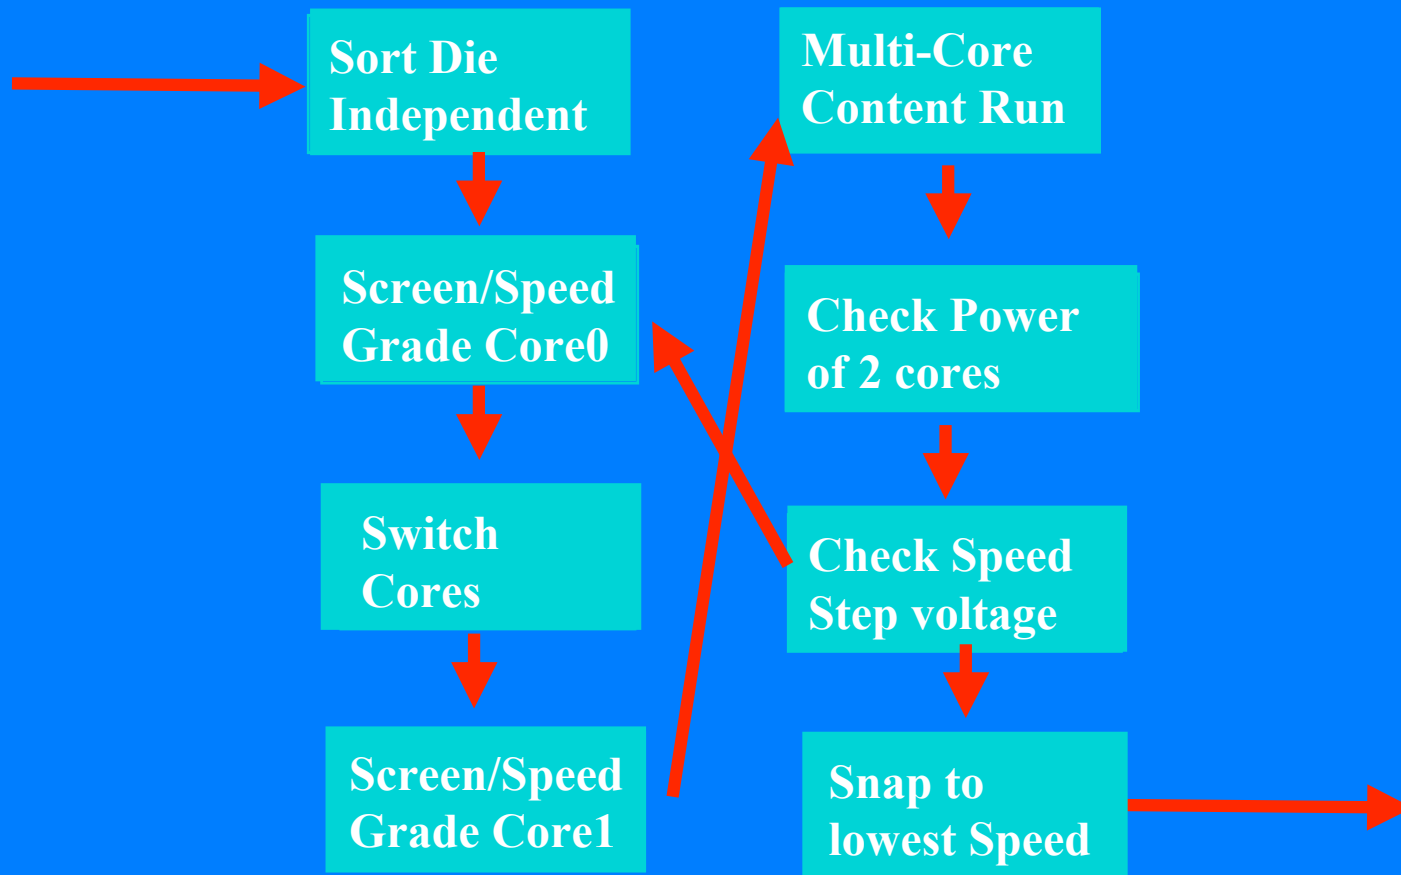 Sort Die
Independent
Screen/Speed
Grade Core0
Switch
Cores
Screen/Speed
Grade Core1
Multi-Core
Content Run
Check Power
of 2 cores
Check Speed
Step voltage
Snap to
lowest Speed